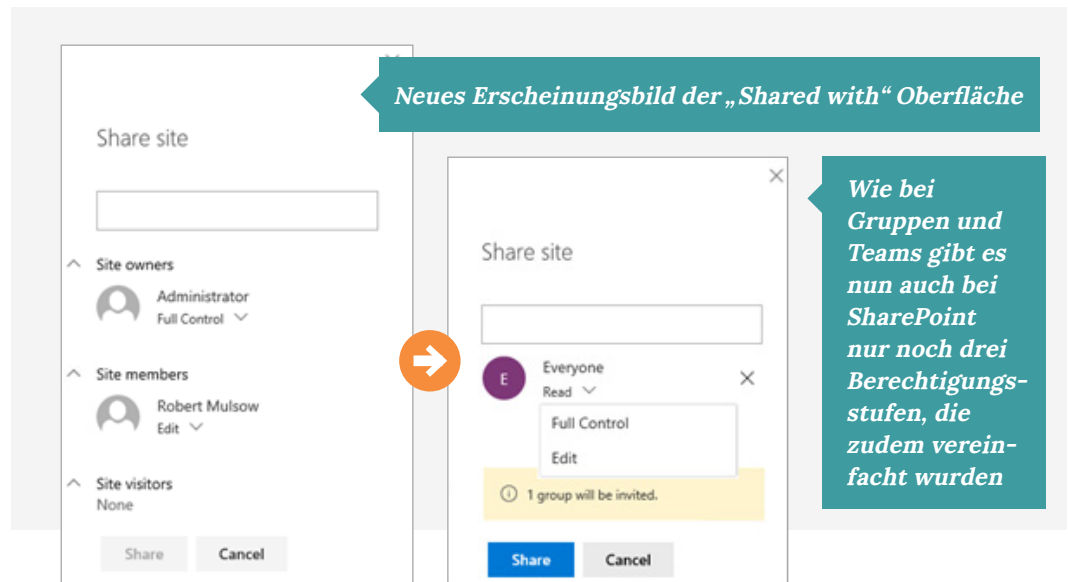 Neues Erscheinungsbild der „Shared with“ Oberfläche
Share site
Site owners
Administrator
Full Control
Site members
Robert Mulsow
Edit
Site visitors
None
Share Cancel
Share site
E
Everyone
Read
Full Control
Edit
1 group will be invited.
Share Cancel
Wie bei
Gruppen und
Teams gibt es
nun auch bei
SharePoint
nur noch drei
Berechtigungs-
stufen, die
zudem verein-
facht wurden